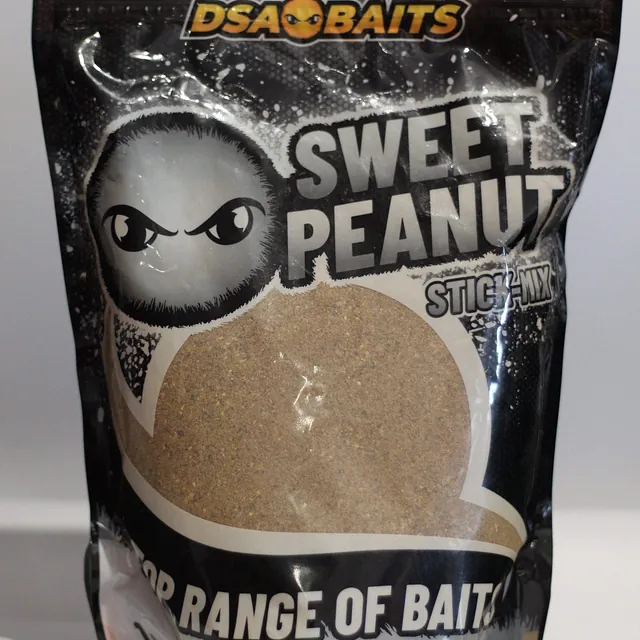 DSA BAITS
SWEET
PEANUT
STICK-MIX
TOP RANGE OF BAITS